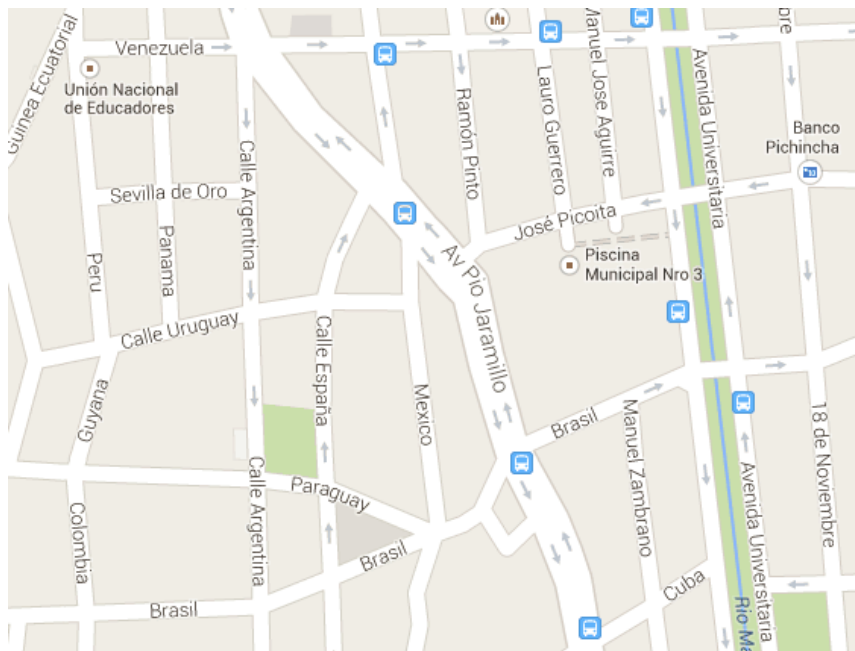 Guinea Ecuatorial
Venezuela
Unión Nacional
de Educadores
Lauro Guerrero
Manuel Jose Aguirre
Avenida Universitaria
bre
Ramón Pinto
Banco
Pichincha
Calle Argentina
Sevilla de Oro
Peru
Panama
José Picoita
Av Pio Jaramillo
Piscina
Municipal Nro 3
Calle Uruguay
Calle España
Guyana
Mexico
Brasil
Manuel Zambrano
18 de Noviembre
Calle Argentina
Paraguay
Avenida Universitaria
Colombia
Brasil
Cuba
Brasil
Rio Ma